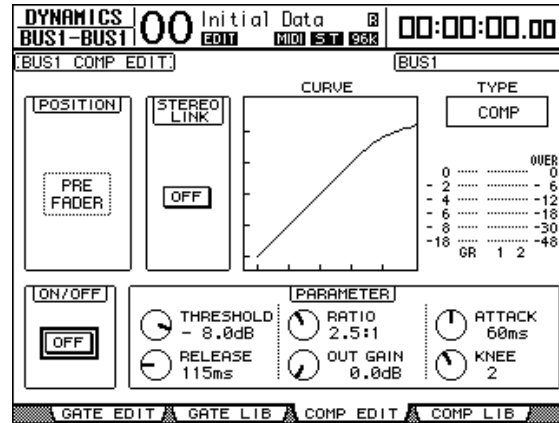 DYNAMICS
BUS1-BUS1
00
Initial Data
R
EDIT
MIDI S.T 96k
00:00:00.00
BUS1 COMP EDIT
BUS1
POSITION
PRE
FADER
STEREO
LINK
OFF
CURVE
TYPE
COMP
OVER
0 0
- 2 - 6
- 4 -12
- 6 -18
- 8 -30
-18 -48
GR 1 2
ON/OFF
OFF
PARAMETER
THRESHOLD
- 8.0dB
RATIO
2.5:1
ATTACK
60ms
RELEASE
115ms
OUT GAIN
0.0dB
KNEE
2
GATE EDIT
GATE LIB
COMP EDIT
COMP LIB